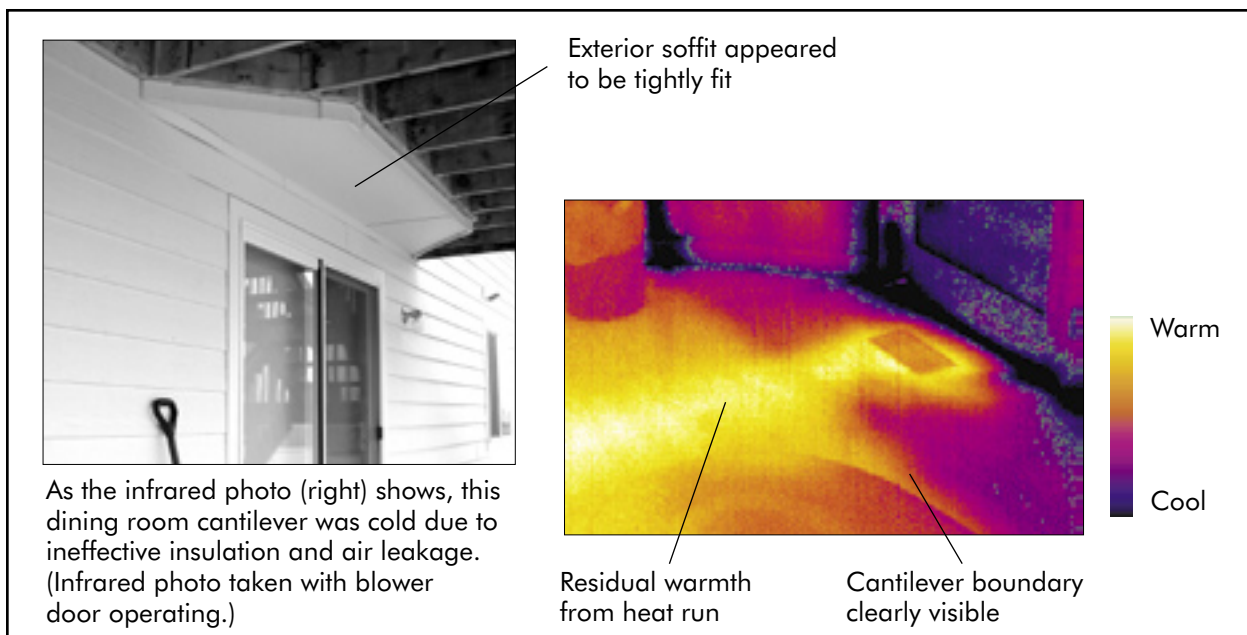 Exterior soffit appeared
to be tightly fit
As the infrared photo (right) shows, this
dining room cantilever was cold due to
ineffective insulation and air leakage.
(Infrared photo taken with blower
door operating.)
Warm
Cool
Residual warmth
from heat run
Cantilever boundary
clearly visible